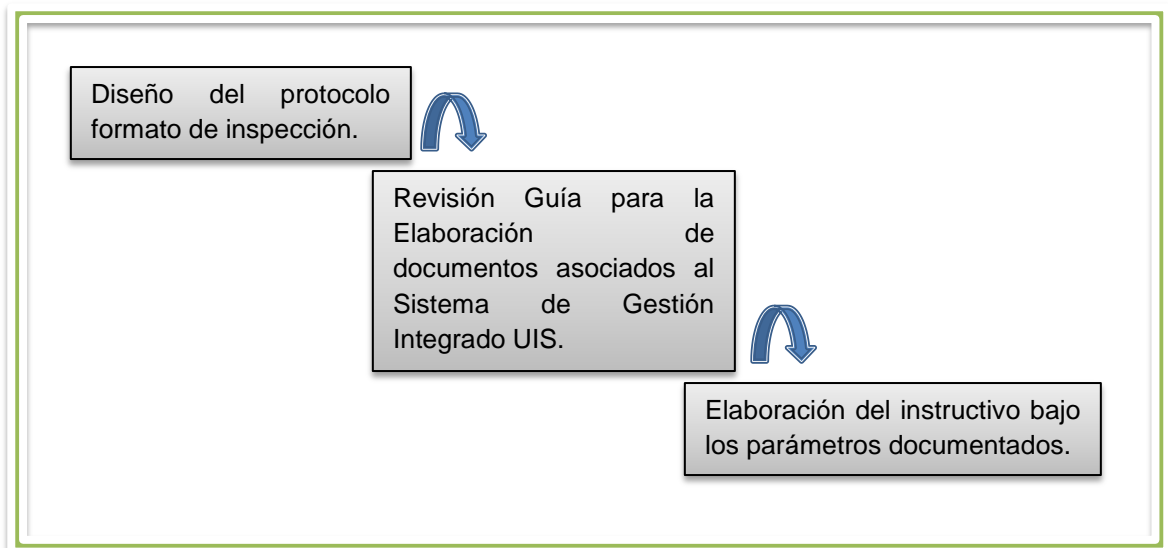 Diseño del protocolo
formato de inspección.
Revisión Guía para la
Elaboración de
documentos asociados al
Sistema de Gestión
Integrado UIS.
Elaboración del instructivo bajo
los parámetros documentados.